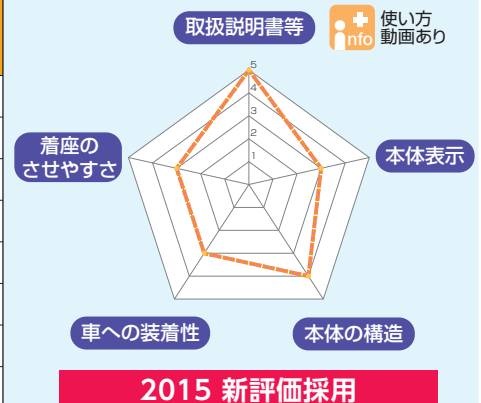 取扱説明書等
+
info
使い方
動画あり
5
4
3
2
1
着座の
させやすさ
本体表示
車への装着性
本体の構造
2015 新評価採用